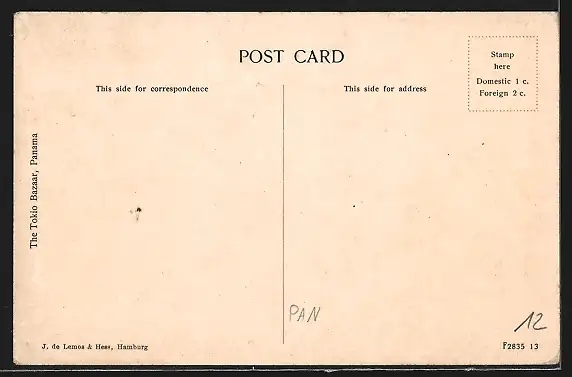 POST CARD
Stamp
here
Domestic 1 c.
Foreign 2 c.
This side for correspondence
This side for address
The Tokio Bazaar, Panama
PAN
12
J. de Lemos & Hess, Hamburg
F2835 13